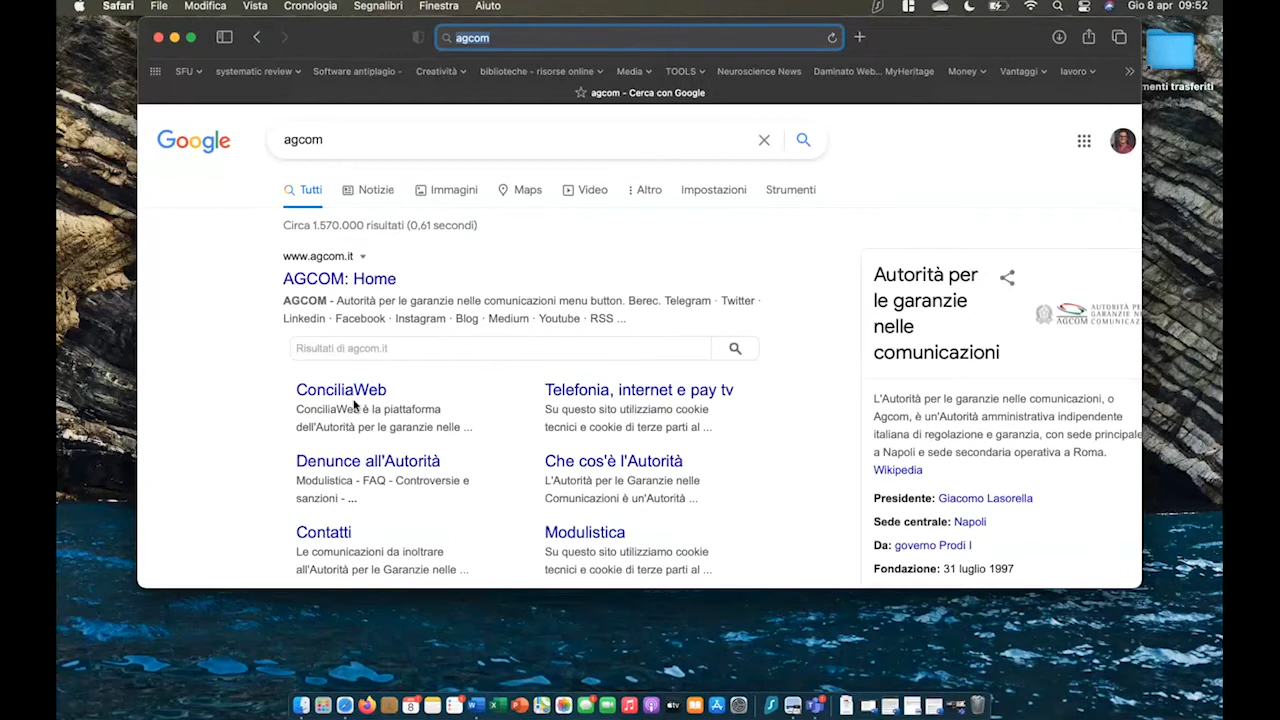 Safari File Modifica Vista Cronologia Segnalibri Finestra Aiuto Gio 8 apr 09:52
agcom
SFU systematic review Software antiplagio - Creatività biblioteche - risorse online Media TOOLS Neuroscience News Daminato Web... MyHeritage Money Vantaggi lavoro
menti trasferiti
agcom - Cerca con Google
Google agcom
Tutti Notizie Immagini Maps Video Altro Impostazioni Strumenti
Circa 1.570.000 risultati (0,61 secondi)
www.agcom.it
AGCOM: Home
AGCOM - Autorità per le garanzie nelle comunicazioni menu button. Berec. Telegram · Twitter ·
Linkedin · Facebook · Instagram · Blog · Medium · Youtube · RSS ...
Risultati di agcom.it
ConciliaWeb
ConciliaWeb è la piattaforma
dell'Autorità per le garanzie nelle ...
Telefonia, internet e pay tv
Su questo sito utilizziamo cookie
tecnici e cookie di terze parti al ...
Denunce all'Autorità
Modulistica - FAQ - Controversie e
sanzioni - ...
Che cos'è l'Autorità
L'Autorità per le Garanzie nelle
Comunicazioni è un'Autorità ...
Contatti
Le comunicazioni da inoltrare
all'Autorità per le Garanzie nelle ...
Modulistica
Su questo sito utilizziamo cookie
tecnici e cookie di terze parti al ...
Autorità per
le garanzie
nelle
comunicazioni
AGCOM
AUTORITÀ PE
GARANZIE NE
COMUNICAZ
L'Autorità per le garanzie nelle comunicazioni, o
Agcom, è un'Autorità amministrativa indipendente
italiana di regolazione e garanzia, con sede principale
a Napoli e sede secondaria operativa a Roma.
Wikipedia
Presidente: Giacomo Lasorella
Sede centrale: Napoli
Da: governo Prodi I
Fondazione: 31 luglio 1997